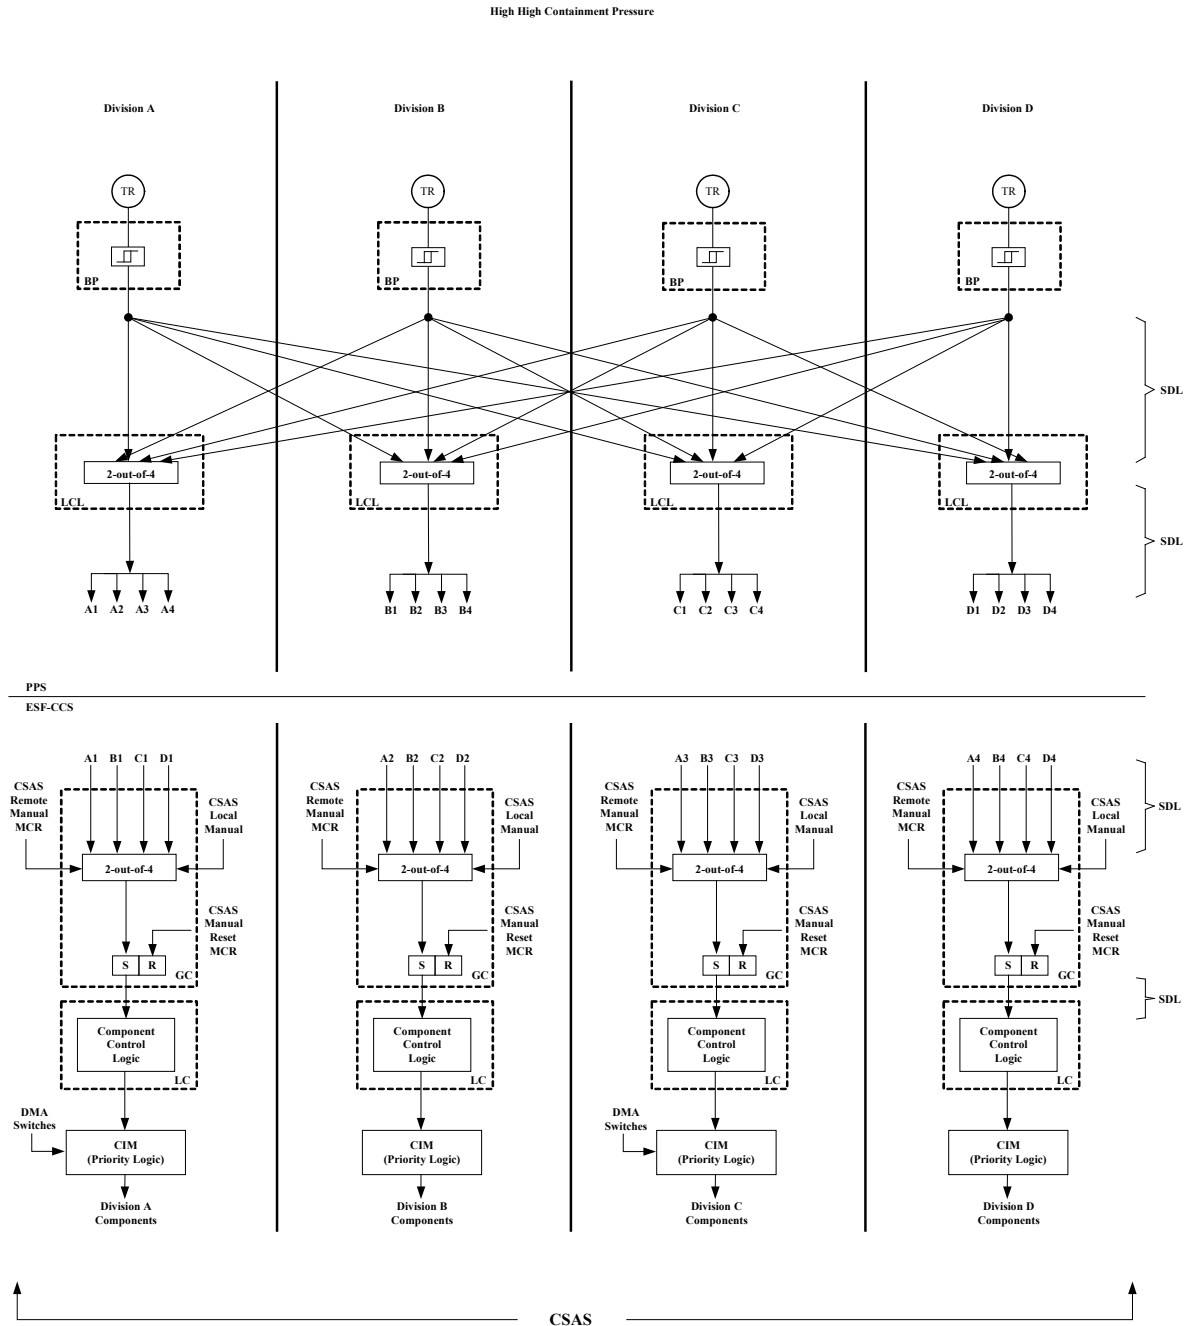 High High Containment Pressure
Division A
Division B
Division C
Division D
TR
TR
TR
TR
BP
BP
BP
BP
SDL
2-out-of-4
2-out-of-4
2-out-of-4
2-out-of-4
LCL
LCL
LCL
LCL
SDL
A1 A2 A3 A4
B1 B2 B3 B4
C1 C2 C3 C4
D1 D2 D3 D4
PPS
ESF-CCS
A1 B1 C1 D1
CSAS
Remote
Manual
MCR
CSAS
Local
Manual
2-out-of-4
CSAS
Manual
Reset
MCR
S R
GC
Component
Control
Logic
LC
DMA
Switches
CIM
(Priority Logic)
Division A
Components
A2 B2 C2 D2
CSAS
Remote
Manual
MCR
CSAS
Local
Manual
2-out-of-4
CSAS
Manual
Reset
MCR
S R
GC
Component
Control
Logic
LC
CIM
(Priority Logic)
Division B
Components
A3 B3 C3 D3
CSAS
Remote
Manual
MCR
CSAS
Local
Manual
2-out-of-4
CSAS
Manual
Reset
MCR
S R
GC
Component
Control
Logic
LC
DMA
Switches
CIM
(Priority Logic)
Division C
Components
A4 B4 C4 D4
CSAS
Remote
Manual
MCR
CSAS
Local
Manual
2-out-of-4
CSAS
Manual
Reset
MCR
S R
GC
Component
Control
Logic
LC
CIM
(Priority Logic)
Division D
Components
SDL
SDL
CSAS